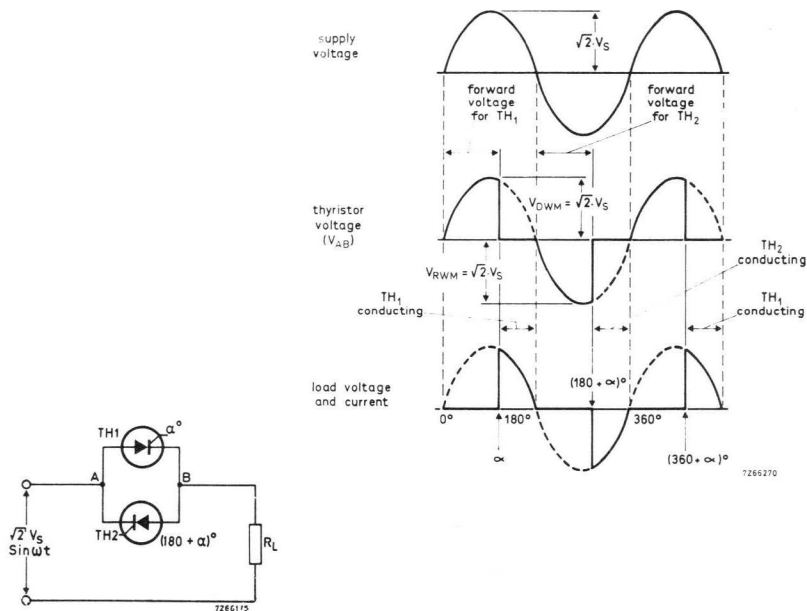 supply
voltage
√2·V_S
forward
voltage
for TH₁
forward
voltage
for TH₂
thyristor
voltage
(V_AB)
V_DWM = √2·V_S
V_RWM = √2·V_S
TH₂
conducting
TH₁
conducting
TH₁
conducting
load voltage
and current
(180 + α)°
0°
180°
360°
α
(360 + α)°
7Z66270
TH1
α°
A
B
TH2
(180 + α)°
√2 V_S
Sinωt
R_L
7Z66175